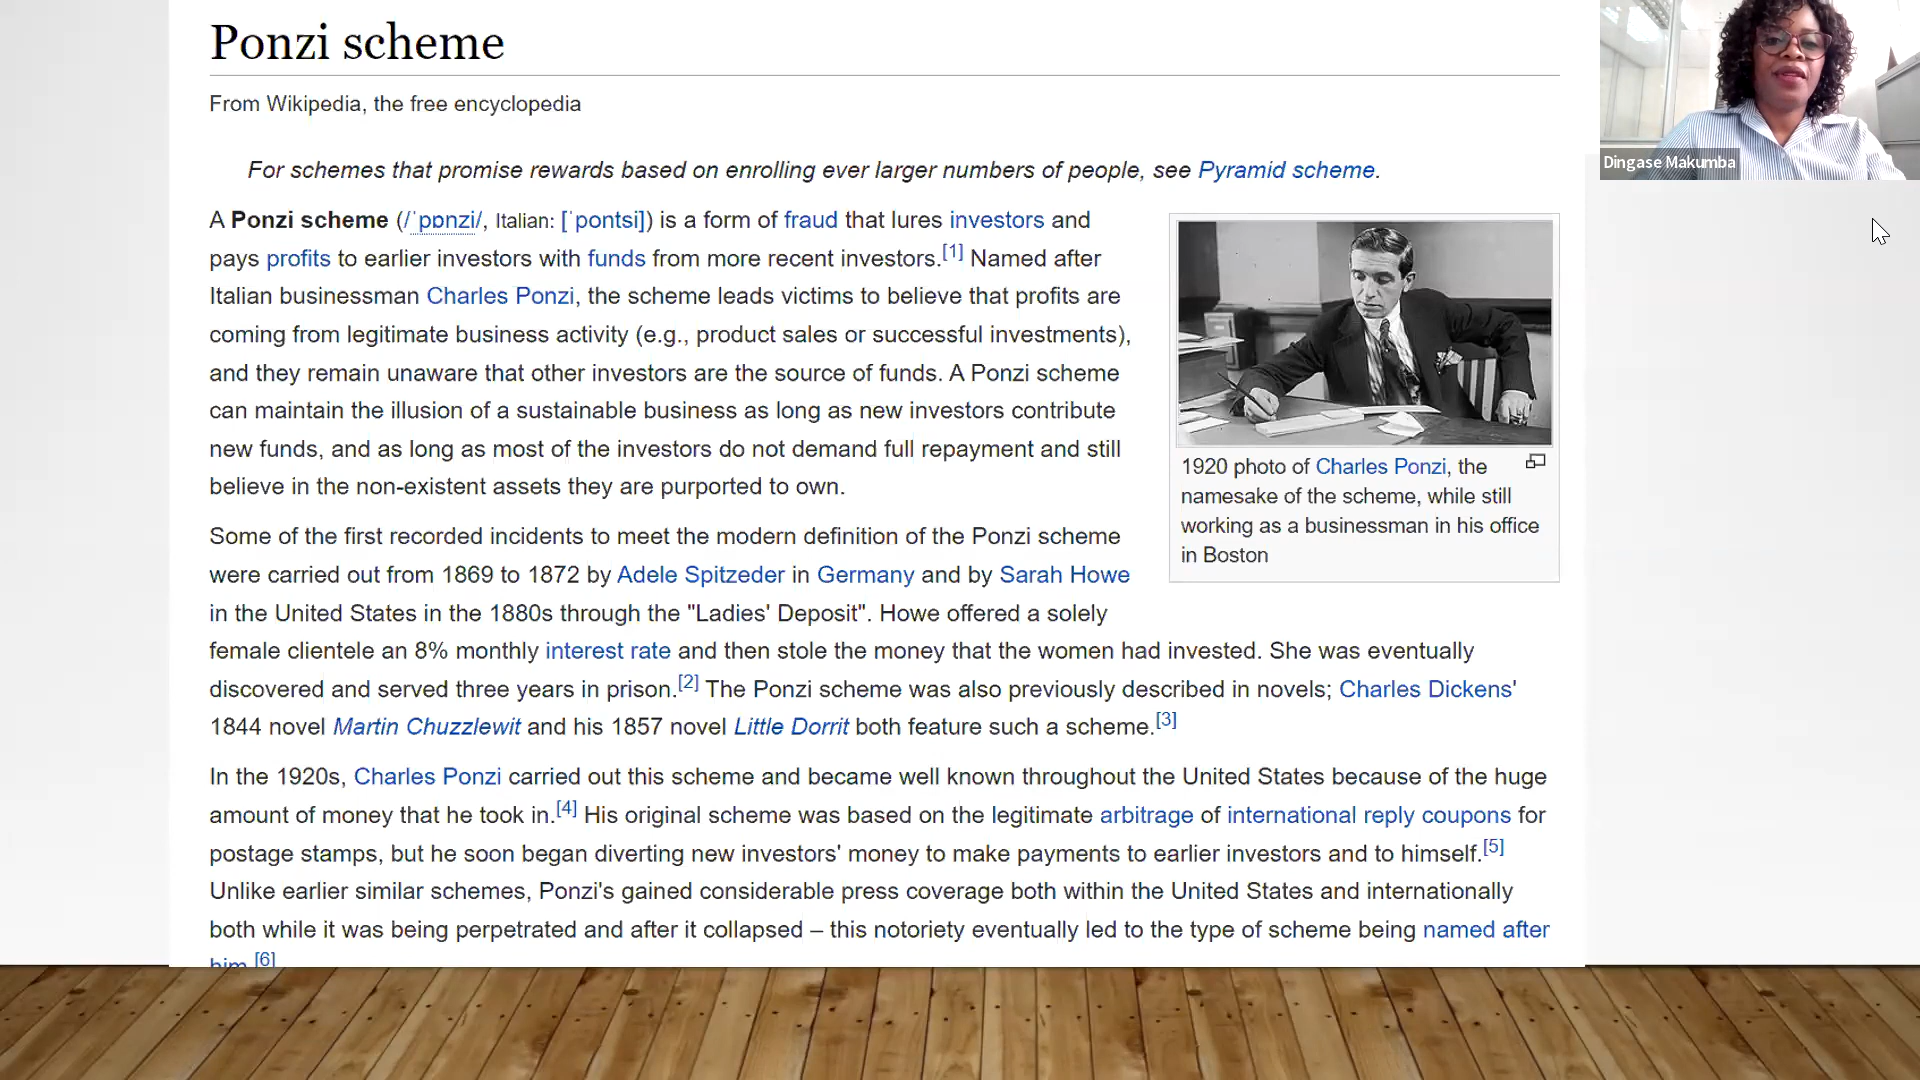 Ponzi scheme
From Wikipedia, the free encyclopedia
For schemes that promise rewards based on enrolling ever larger numbers of people, see Pyramid scheme.
A Ponzi scheme (/ˈpɒnzi/, Italian: [ˈpontsi]) is a form of fraud that lures investors and
pays profits to earlier investors with funds from more recent investors.[1] Named after
Italian businessman Charles Ponzi, the scheme leads victims to believe that profits are
coming from legitimate business activity (e.g., product sales or successful investments),
and they remain unaware that other investors are the source of funds. A Ponzi scheme
can maintain the illusion of a sustainable business as long as new investors contribute
new funds, and as long as most of the investors do not demand full repayment and still
believe in the non-existent assets they are purported to own.
1920 photo of Charles Ponzi, the
namesake of the scheme, while still
working as a businessman in his office
in Boston
Some of the first recorded incidents to meet the modern definition of the Ponzi scheme
were carried out from 1869 to 1872 by Adele Spitzeder in Germany and by Sarah Howe
in the United States in the 1880s through the "Ladies' Deposit". Howe offered a solely
female clientele an 8% monthly interest rate and then stole the money that the women had invested. She was eventually
discovered and served three years in prison.[2] The Ponzi scheme was also previously described in novels; Charles Dickens'
1844 novel Martin Chuzzlewit and his 1857 novel Little Dorrit both feature such a scheme.[3]
In the 1920s, Charles Ponzi carried out this scheme and became well known throughout the United States because of the huge
amount of money that he took in.[4] His original scheme was based on the legitimate arbitrage of international reply coupons for
postage stamps, but he soon began diverting new investors' money to make payments to earlier investors and to himself.[5]
Unlike earlier similar schemes, Ponzi's gained considerable press coverage both within the United States and internationally
both while it was being perpetrated and after it collapsed – this notoriety eventually led to the type of scheme being named after
him.[6]
Dingase Makumba